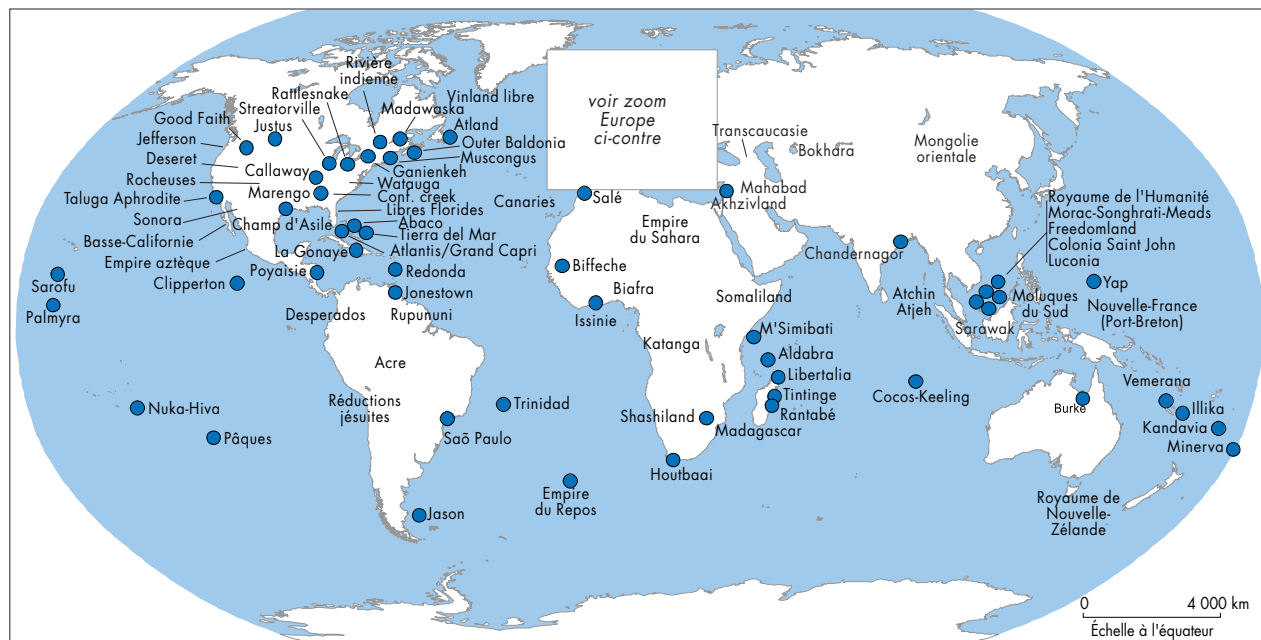 Rivière
indienne
Rattlesnake
Streatorville
Justus
Madawaska
Vinland libre
Good Faith
Atland
Jefferson
Outer Baldonia
Deseret
Muscongus
Callaway
Ganienkeh
Rocheuses
Watauga
Marengo
Cont. creek
Taluga Aphrodite
Libres Florides
Sonora
Champ d'Asile
Abaco
Basse-Californie
Tierra del Mar
La Gonaye
Atlantis/Grand Capri
Empire aztèque
Poyaisie
Redonda
Clipperton
Sarofu
Jonestown
Palmyra
Desperados
Rupununi
Acre
Nuka-Hiva
Réductions
jésuites
Trinidad
Pâques
Saõ Paulo
Jason
Empire
du Repos
voir zoom
Europe
ci-contre
Transcaucasie
Bokhara
Mongolie
orientale
Canaries
Salé
Mahabad
Akhzivland
Empire
du Sahara
Biffeche
Biafra
Issinie
Somaliland
Katanga
M'Simibati
Aldabra
Libertalia
Tintinge
Rantabé
Shashiland
Madagascar
Houtbaai
Chandernagor
Royaume de l'Humanité
Morac-Songhrati-Meads
Freedomland
Colonia Saint John
Luconia
Atchin
Atjeh
Moluques
du Sud
Sarawak
Yap
Nouvelle-France
(Port-Breton)
Cocos-Keeling
Vemerana
Burke
Illika
Kandavia
Minerva
Royaume de
Nouvelle-
Zélande
0 4 000 km
Échelle à l'équateur